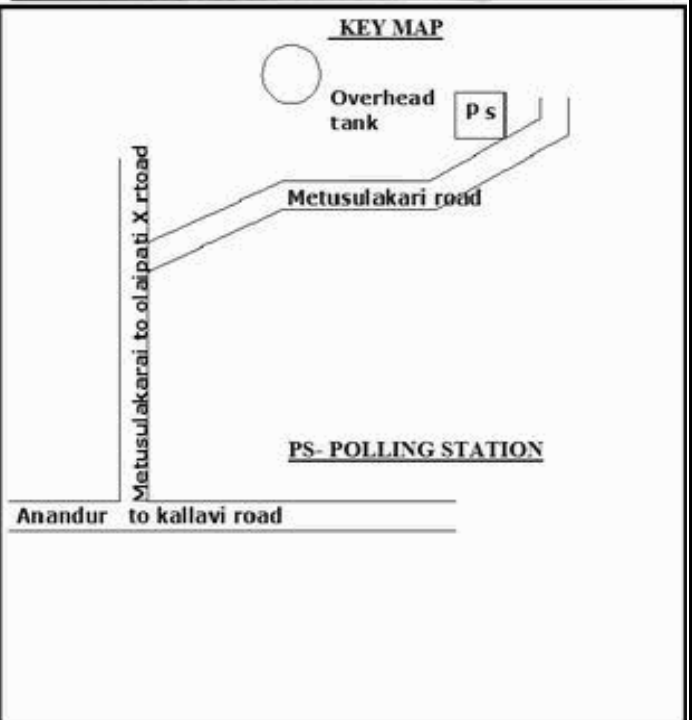 KEY MAP
Overhead
tank
P s
Metusulakari road
Metusulakarai to olaipati X rtoad
PS- POLLING STATION
Anandur to kallavi road